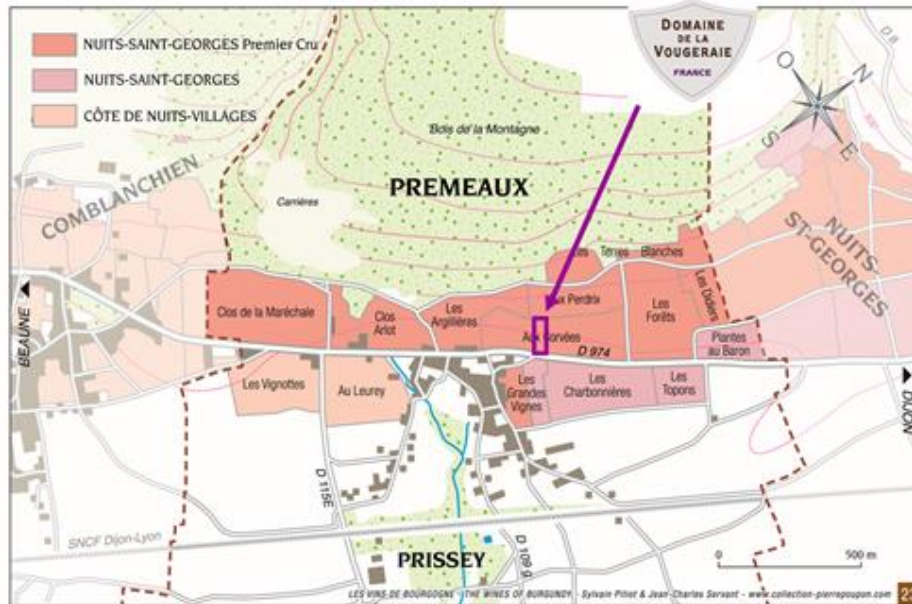 DOMAINE
DE LA
VOUGERAIE
FRANCE
NUITS-SAINT-GEORGES Premier Cru
NUITS-SAINT-GEORGES
CÔTE DE NUITS-VILLAGES
D 8
O
N
S
E
Bois de la Montagne
PREMEAUX
COMBLANCHIEN
Carrières
NUITS-
ST-GEORGES
Terres Blanches
Clos de la Maréchale
Clos
Arlot
Les
Argillières
Perdrix
Les
Forêts
Les Didiers
BEAUNE
D 974
Plantes
au Baron
Les Vignottes
Au Leurey
Les
Grandes
Vignes
Les
Charbonnières
Les
Topons
DIJON
D 115E
SNCF Dijon-Lyon
PRISSEY
D 109 g
0
500 m
LES VINS DE BOURGOGNE - THE WINES OF BURGUNDY - Sylvain Pitiot & Jean-Charles Servant - www.collection-pierrepoupon.com